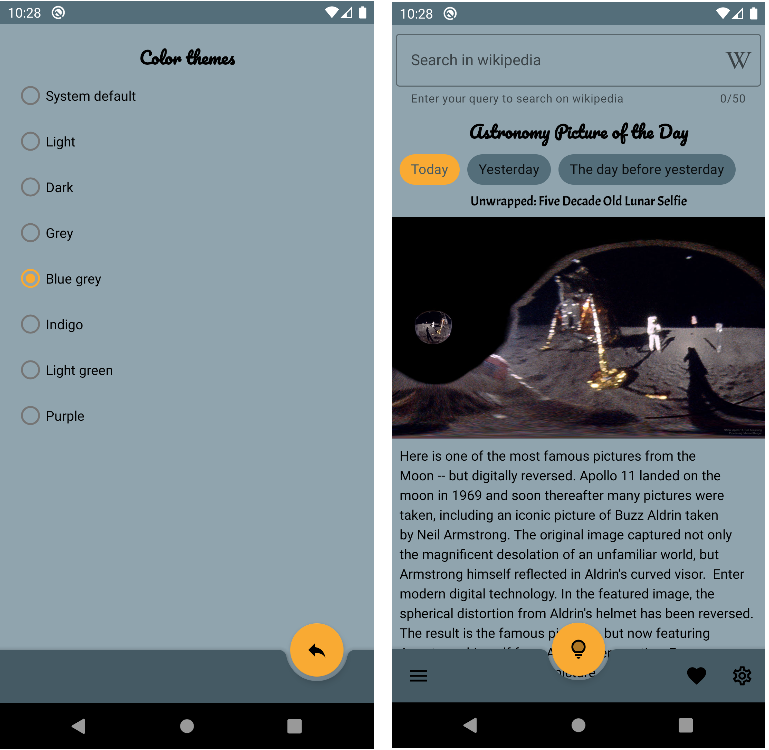 10:28
Color themes
System default
Light
Dark
Grey
Blue grey
Indigo
Light green
Purple
10:28
Search in wikipedia W
Enter your query to search on wikipedia 0/50
Astronomy Picture of the Day
Today Yesterday The day before yesterday
Unwrapped: Five Decade Old Lunar Selfie
Here is one of the most famous pictures from the
Moon -- but digitally reversed. Apollo 11 landed on the
moon in 1969 and soon thereafter many pictures were
taken, including an iconic picture of Buzz Aldrin taken
by Neil Armstrong. The original image captured not only
the magnificent desolation of an unfamiliar world, but
Armstrong himself reflected in Aldrin's curved visor. Enter
modern digital technology. In the featured image, the
spherical distortion from Aldrin's helmet has been reversed.
The result is the famous pi but now featuring
picture